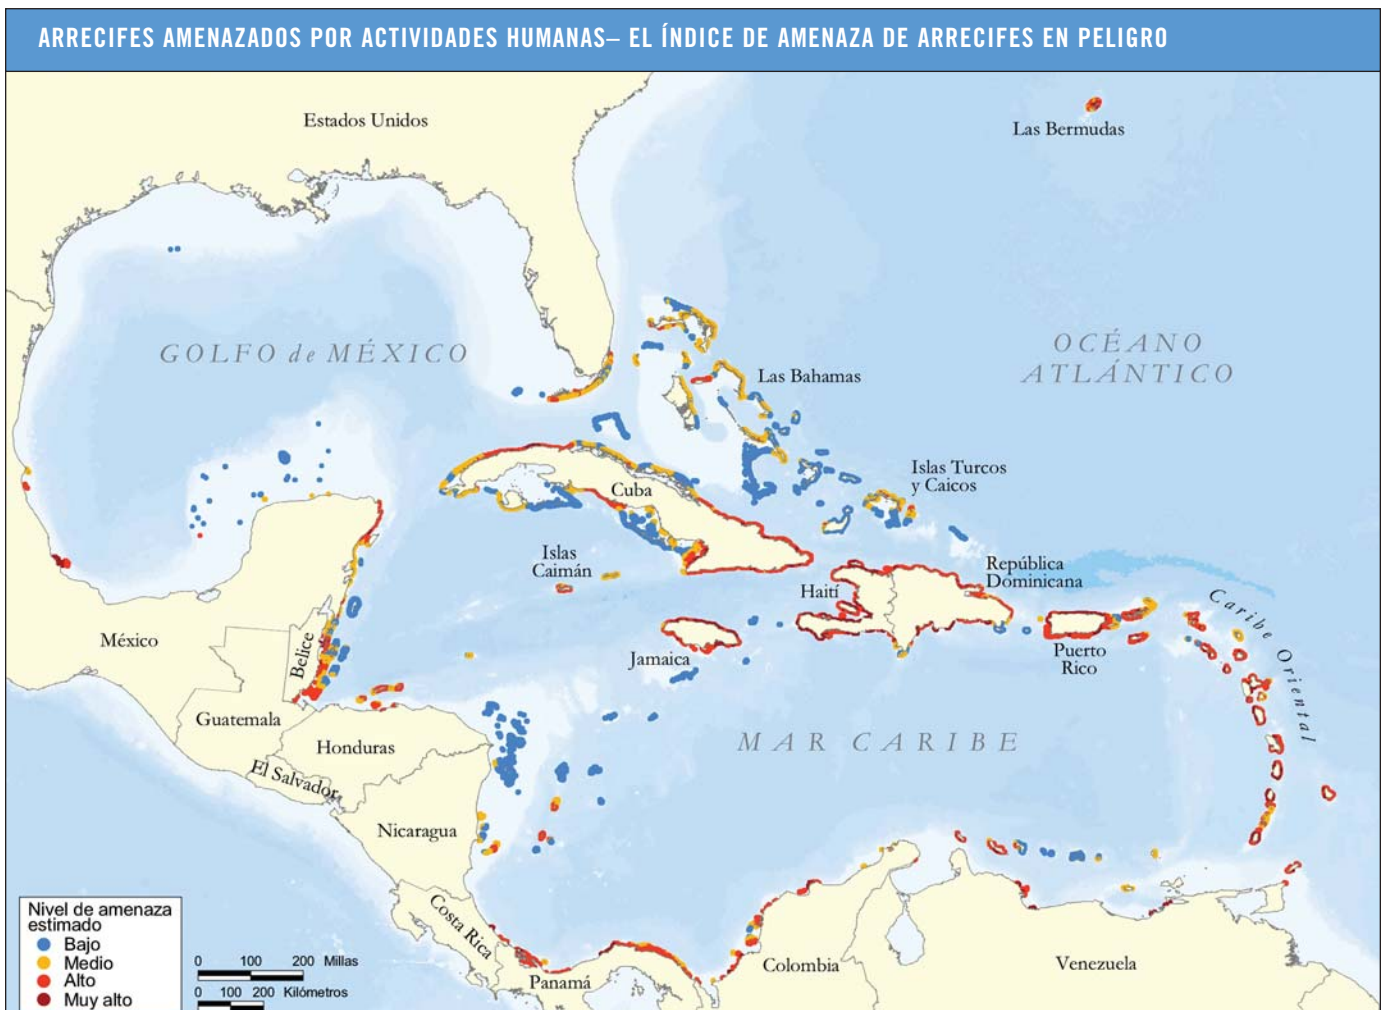 ARRECIFES AMENAZADOS POR ACTIVIDADES HUMANAS– EL ÍNDICE DE AMENAZA DE ARRECIFES EN PELIGRO
Estados Unidos
Las Bermudas
GOLFO de MÉXICO
OCÉANO
ATLÁNTICO
Las Bahamas
Islas Turcos
y Caicos
Cuba
Islas
Caimán
República
Dominicana
Haití
Caribe Oriental
México
Belice
Jamaica
Puerto
Rico
Guatemala
Honduras
MAR CARIBE
El Salvador
Nicaragua
Costa Rica
Panamá
Colombia
Venezuela
Nivel de amenaza
estimado
Bajo
Medio
Alto
Muy alto
0 100 200 Millas
0 100 200 Kilómetros